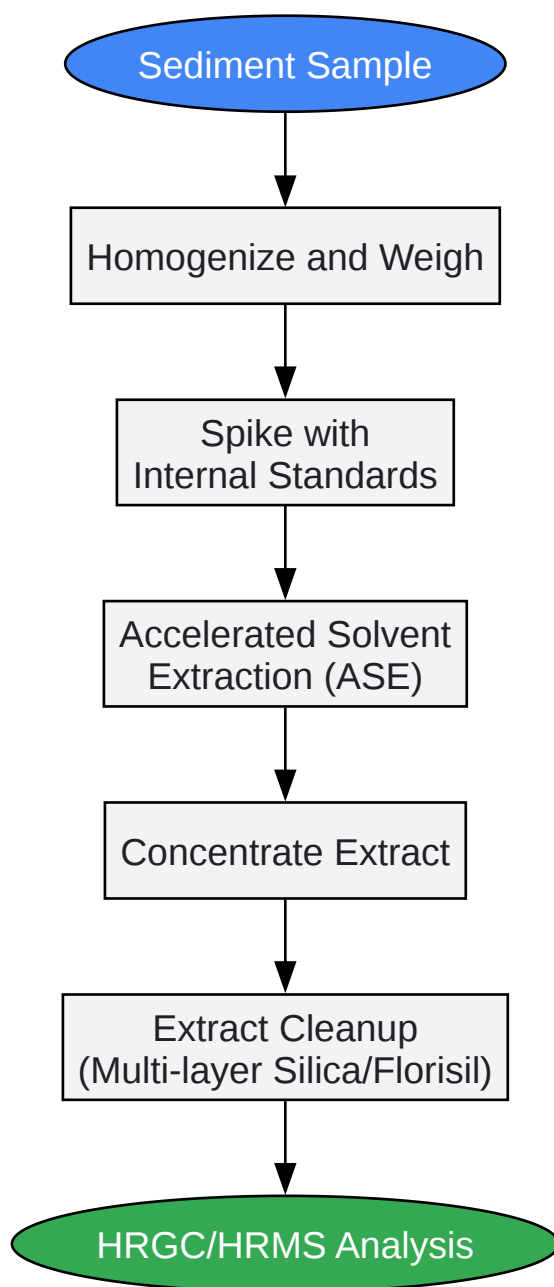 Sediment Sample
Homogenize and Weigh
Spike with
Internal Standards
Accelerated Solvent
Extraction (ASE)
Concentrate Extract
Extract Cleanup
(Multi-layer Silica/Florisil)
HRGC/HRMS Analysis